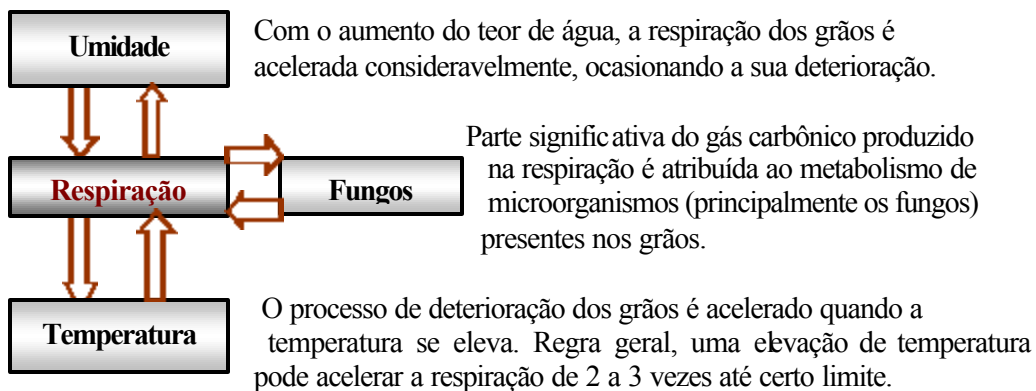 Umidade
Com o aumento do teor de água, a respiração dos grãos é
acelerada consideravelmente, ocasionando a sua deterioração.
Respiração
Fungos
Parte significativa do gás carbônico produzido
na respiração é atribuída ao metabolismo de
microorganismos (principalmente os fungos)
presentes nos grãos.
Temperatura
O processo de deterioração dos grãos é acelerado quando a
temperatura se eleva. Regra geral, uma elevação de temperatura
pode acelerar a respiração de 2 a 3 vezes até certo limite.